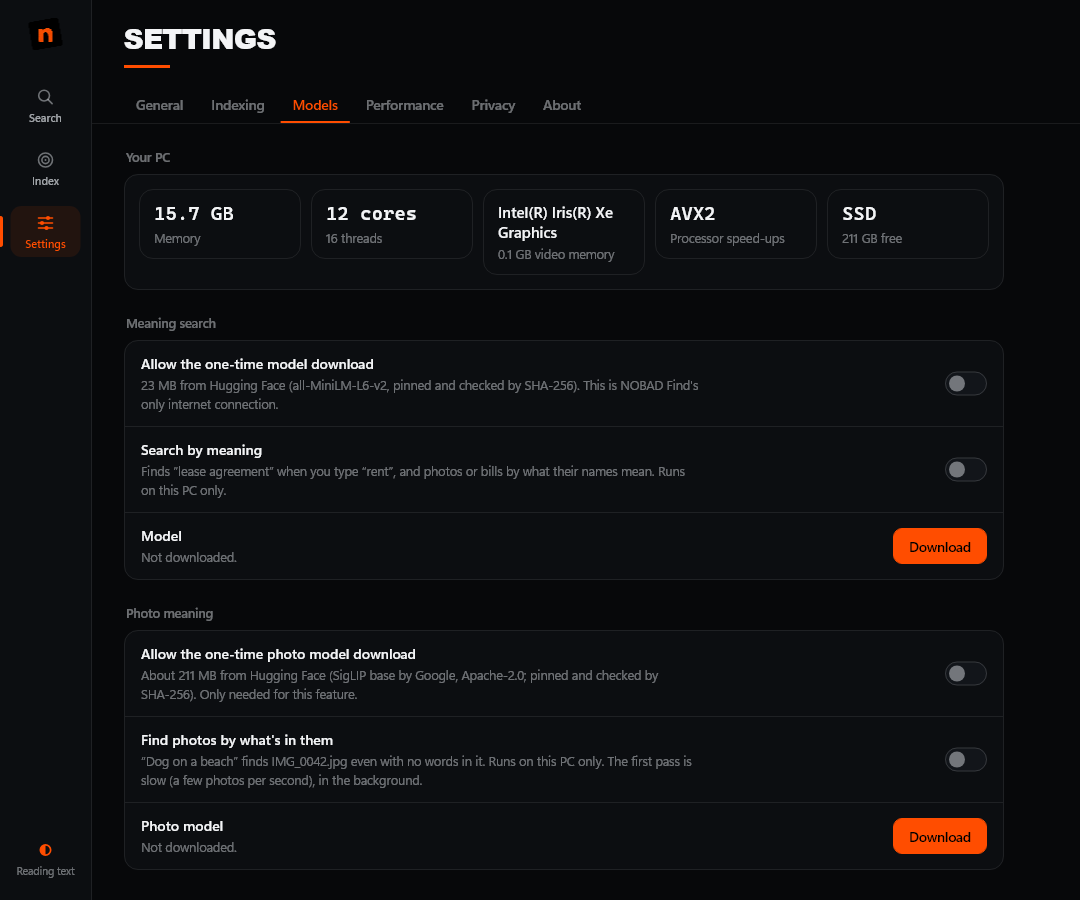 n
SETTINGS
Search
Index
Settings
General Indexing Models Performance Privacy About
Your PC
15.7 GB
Memory
12 cores
16 threads
Intel(R) Iris(R) Xe
Graphics
0.1 GB video memory
AVX2
Processor speed-ups
SSD
211 GB free
Meaning search
Allow the one-time model download
23 MB from Hugging Face (all-MiniLM-L6-v2, pinned and checked by SHA-256). This is NOBAD Find's
only internet connection.
Search by meaning
Finds "lease agreement" when you type "rent", and photos or bills by what their names mean. Runs
on this PC only.
Model
Not downloaded.
Download
Photo meaning
Allow the one-time photo model download
About 211 MB from Hugging Face (SigLIP base by Google, Apache-2.0; pinned and checked by
SHA-256). Only needed for this feature.
Find photos by what's in them
"Dog on a beach" finds IMG_0042.jpg even with no words in it. Runs on this PC only. The first pass is
slow (a few photos per second), in the background.
Photo model
Not downloaded.
Download
Reading text